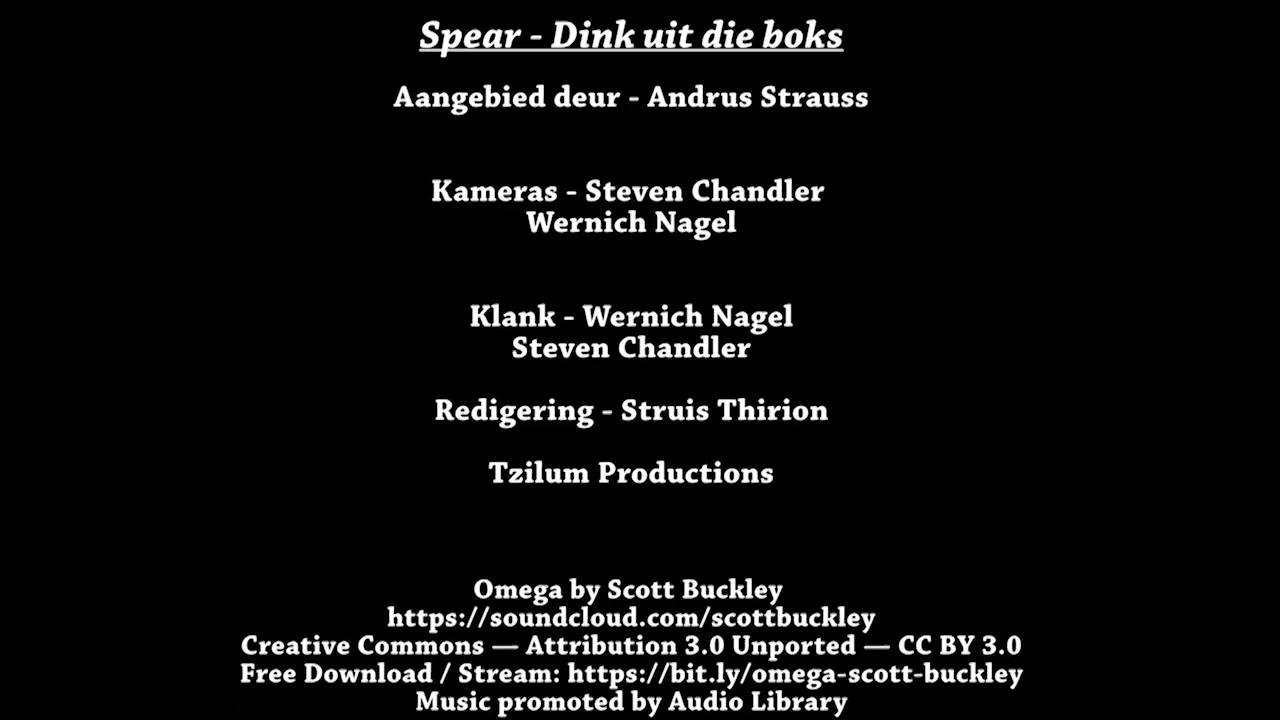 Spear - Dink uit die boks
Aangebied deur - Andrus Strauss
Kameras - Steven Chandler
Wernich Nagel
Klank - Wernich Nagel
Steven Chandler
Redigering - Struis Thirion
Tzilum Productions
Omega by Scott Buckley
https://soundcloud.com/scottbuckley
Creative Commons — Attribution 3.0 Unported — CC BY 3.0
Free Download / Stream: https://bit.ly/omega-scott-buckley
Music promoted by Audio Library